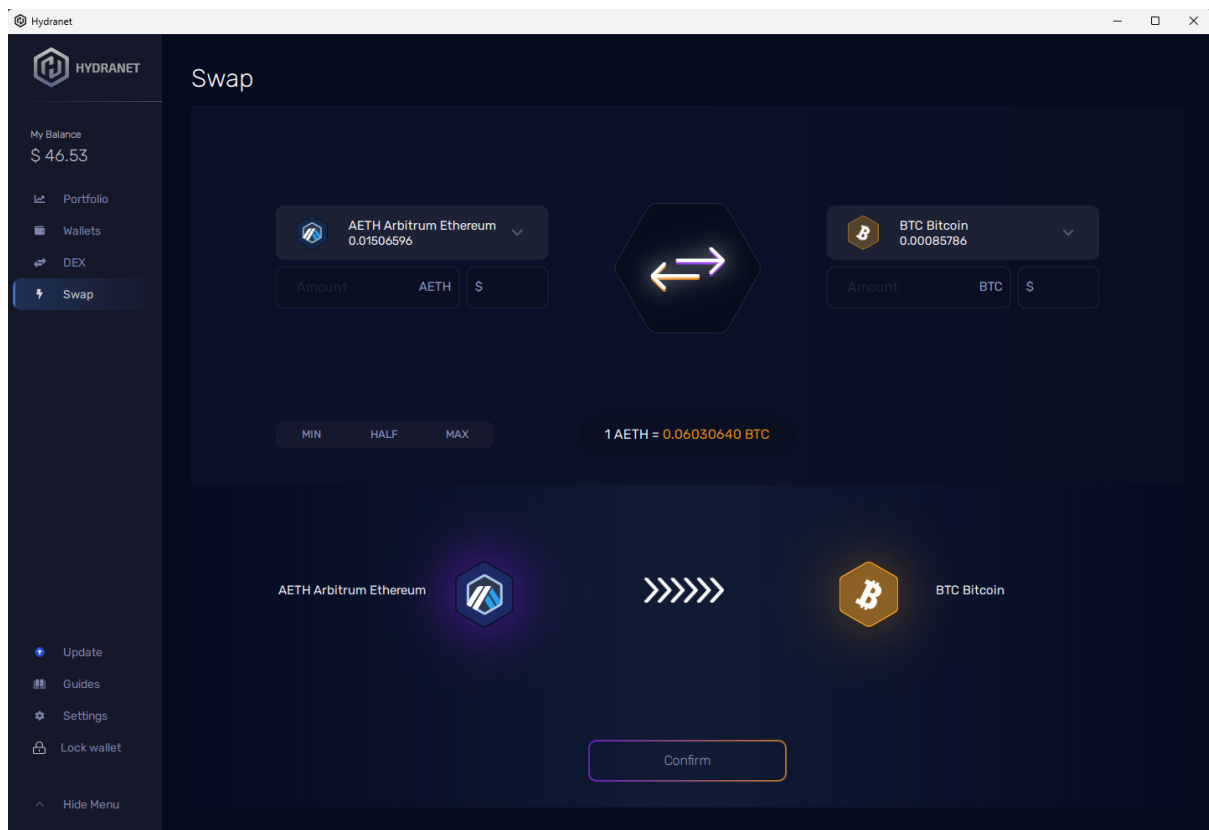 Hydranet
HYDRANET
My Balance
$ 46.53
Portfolio
Wallets
DEX
Swap
Update
Guides
Settings
Lock wallet
Hide Menu
Swap
AETH Arbitrum Ethereum
0.01506596
Amount AETH $
BTC Bitcoin
0.00085786
Amount BTC $
MIN HALF MAX
1 AETH = 0.06030640 BTC
AETH Arbitrum Ethereum
BTC Bitcoin
Confirm